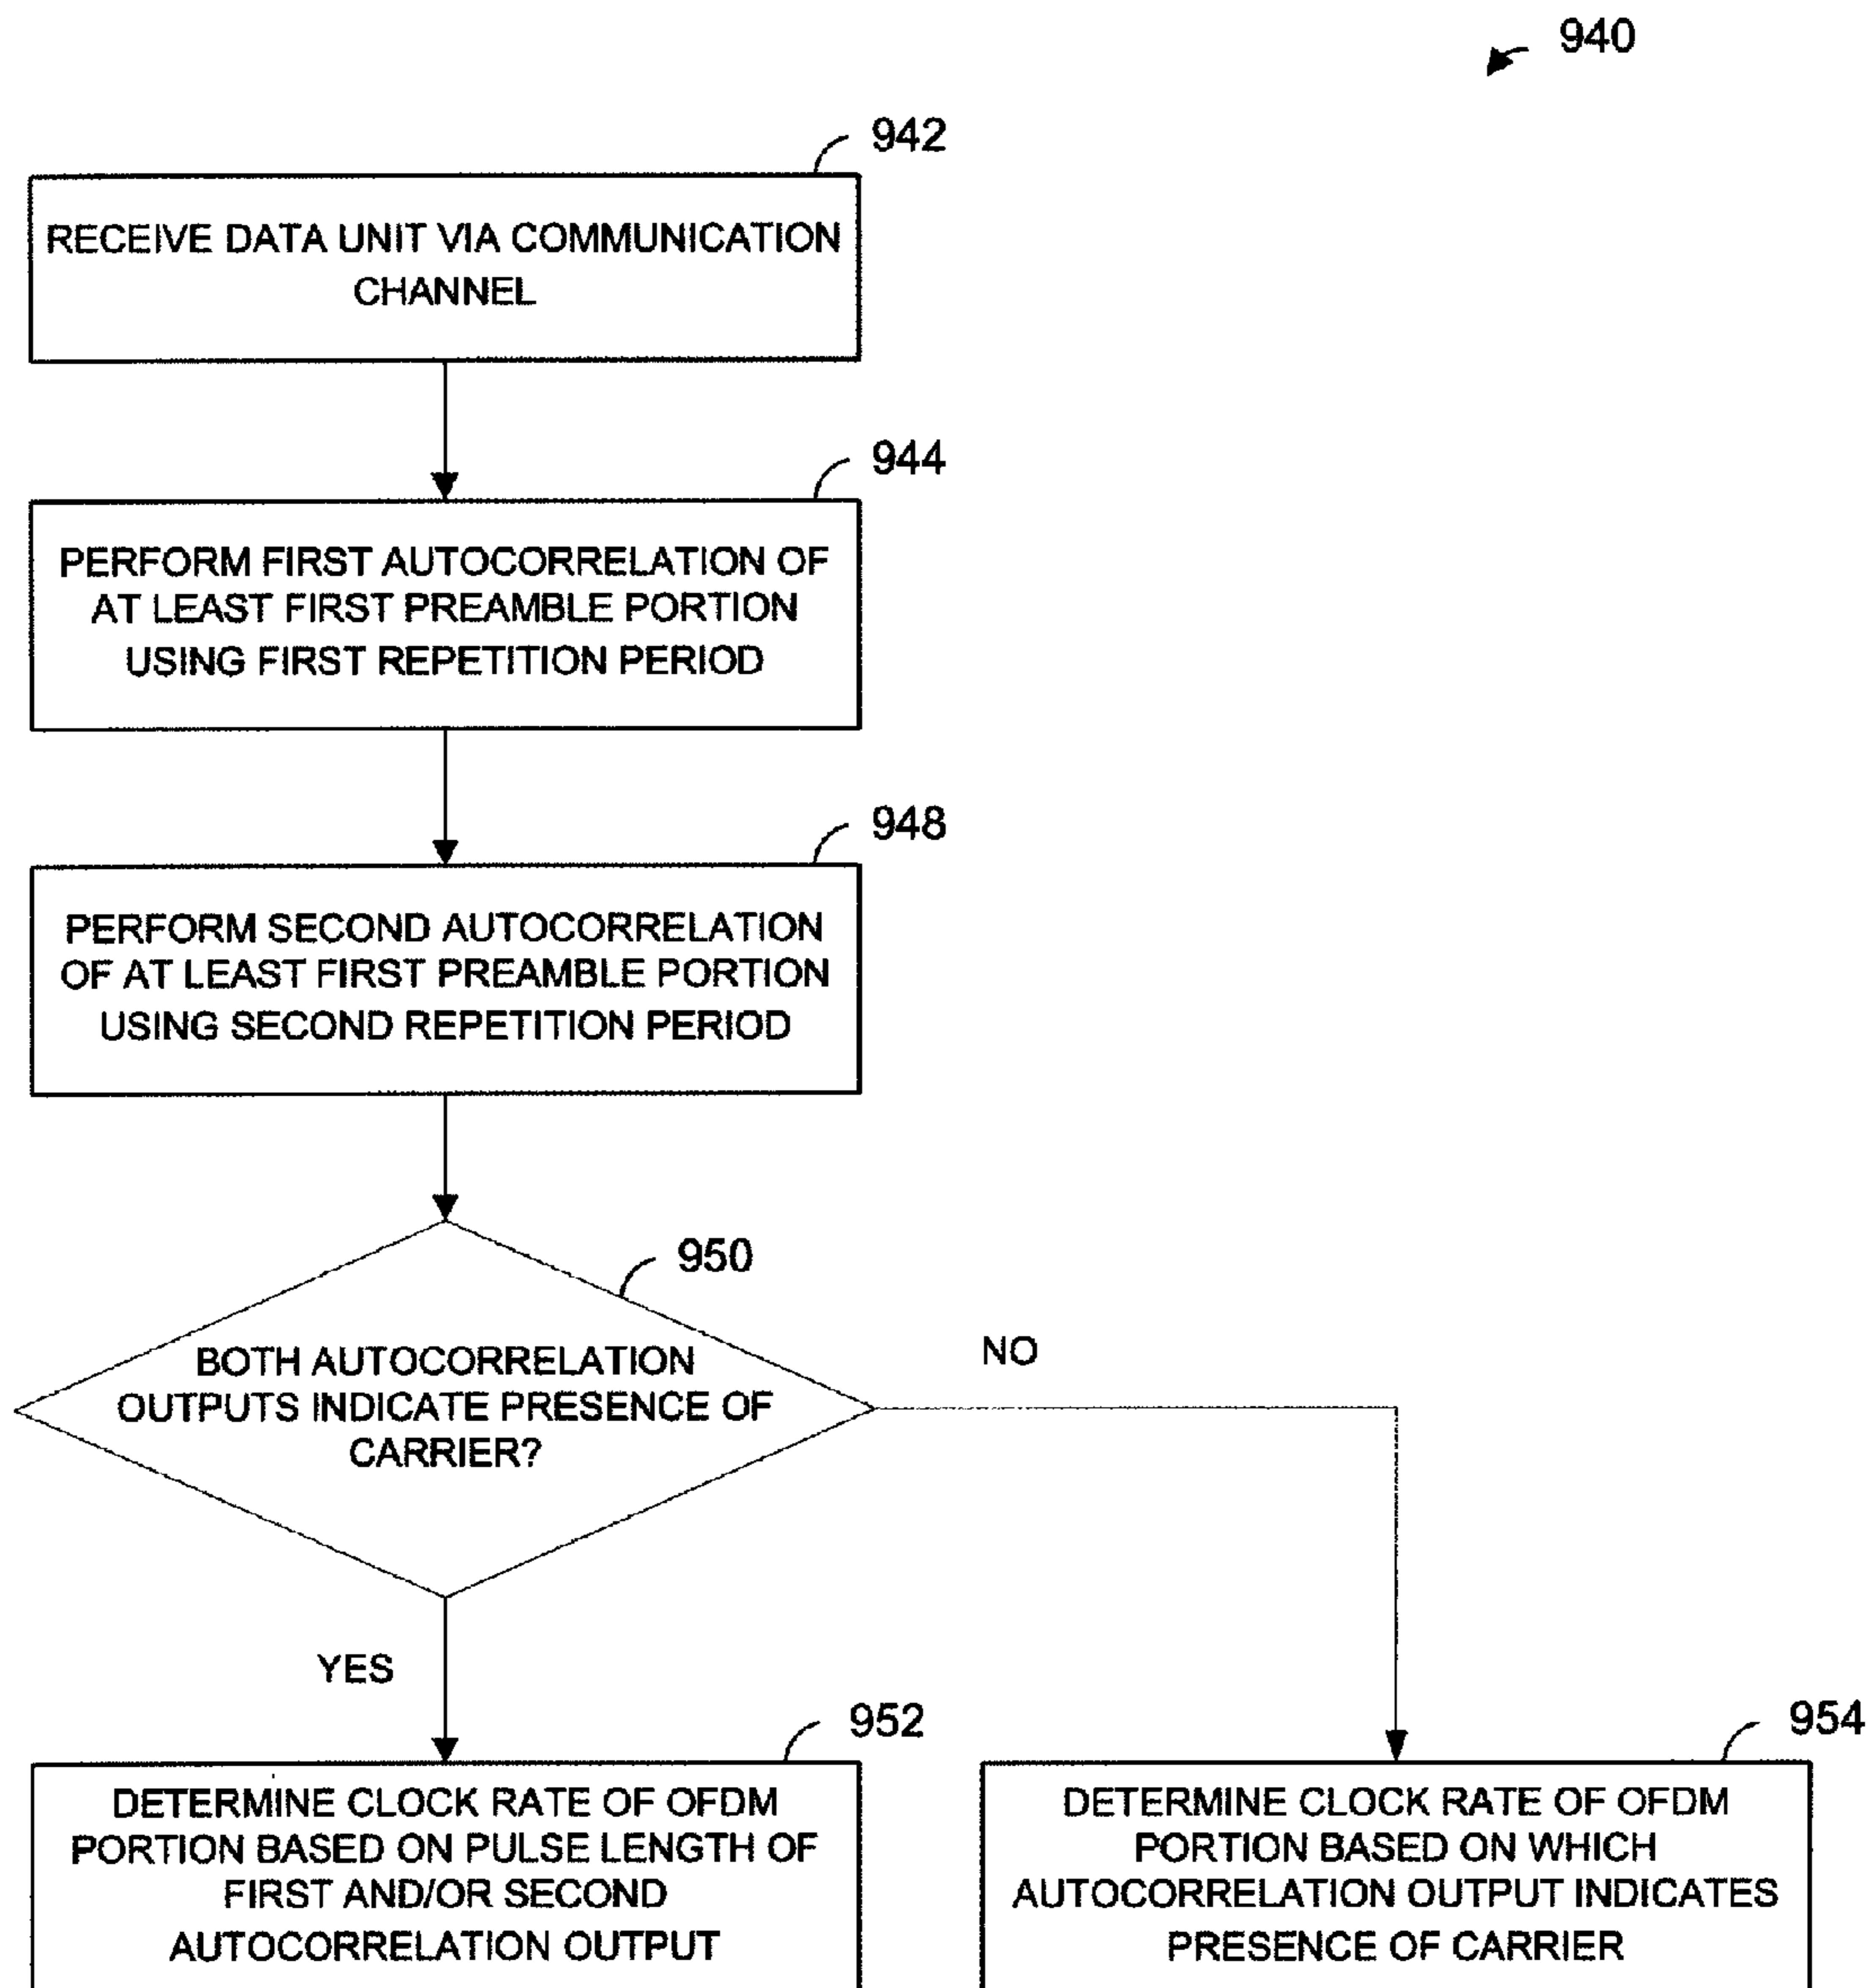 940
942
RECEIVE DATA UNIT VIA COMMUNICATION
CHANNEL
944
PERFORM FIRST AUTOCORRELATION OF
AT LEAST FIRST PREAMBLE PORTION
USING FIRST REPETITION PERIOD
948
PERFORM SECOND AUTOCORRELATION
OF AT LEAST FIRST PREAMBLE PORTION
USING SECOND REPETITION PERIOD
950
BOTH AUTOCORRELATION
OUTPUTS INDICATE PRESENCE OF
CARRIER?
NO
YES
952
DETERMINE CLOCK RATE OF OFDM
PORTION BASED ON PULSE LENGTH OF
FIRST AND/OR SECOND
AUTOCORRELATION OUTPUT
954
DETERMINE CLOCK RATE OF OFDM
PORTION BASED ON WHICH
AUTOCORRELATION OUTPUT INDICATES
PRESENCE OF CARRIER